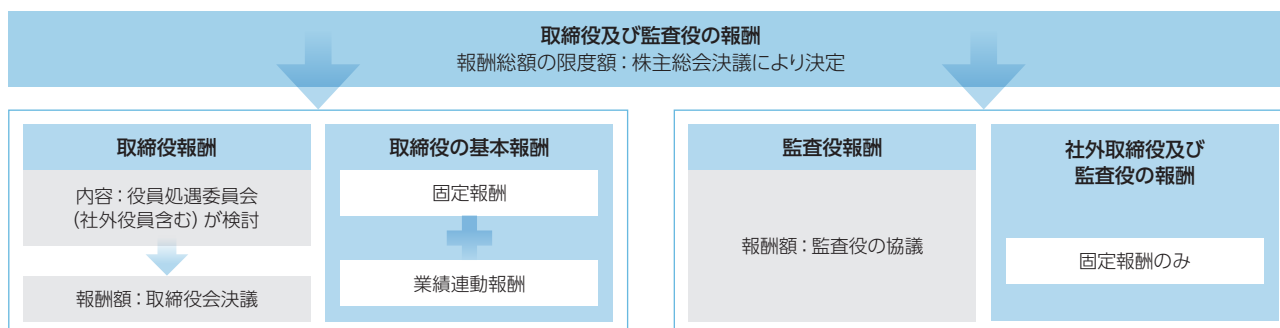 取締役及び監査役の報酬
報酬総額の限度額：株主総会決議により決定
取締役報酬
内容：役員処遇委員会
（社外役員含む）が検討
報酬額：取締役会決議
取締役の基本報酬
固定報酬
業績連動報酬
監査役報酬
報酬額：監査役の協議
社外取締役及び
監査役の報酬
固定報酬のみ